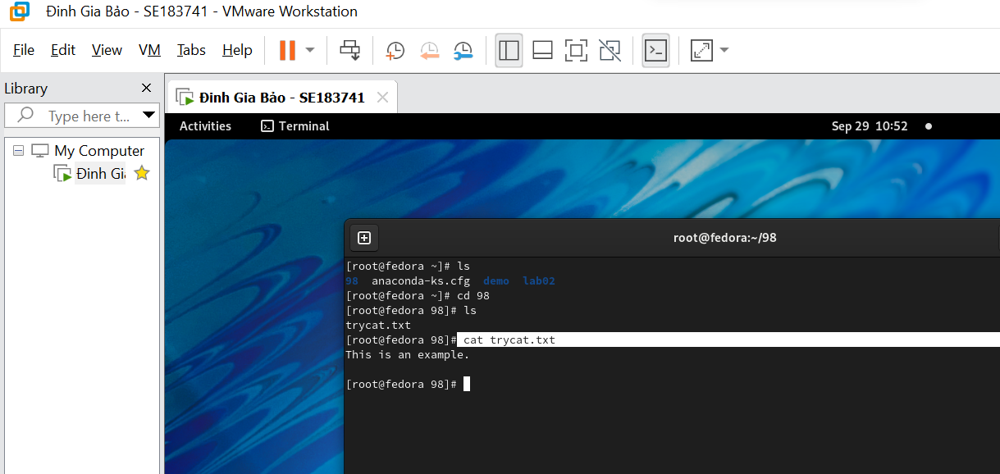 Đinh Gia Bảo - SE183741 - VMware Workstation
File Edit View VM Tabs Help
Library
Type here t...
My Computer
Đinh Gi
Đinh Gia Bảo - SE183741
Activities Terminal Sep 29 10:52
root@fedora:~/98
[root@fedora ~]# ls
98 anaconda-ks.cfg demo lab02
[root@fedora ~]# cd 98
[root@fedora 98]# ls
trycat.txt
[root@fedora 98]# cat trycat.txt
This is an example.
[root@fedora 98]#